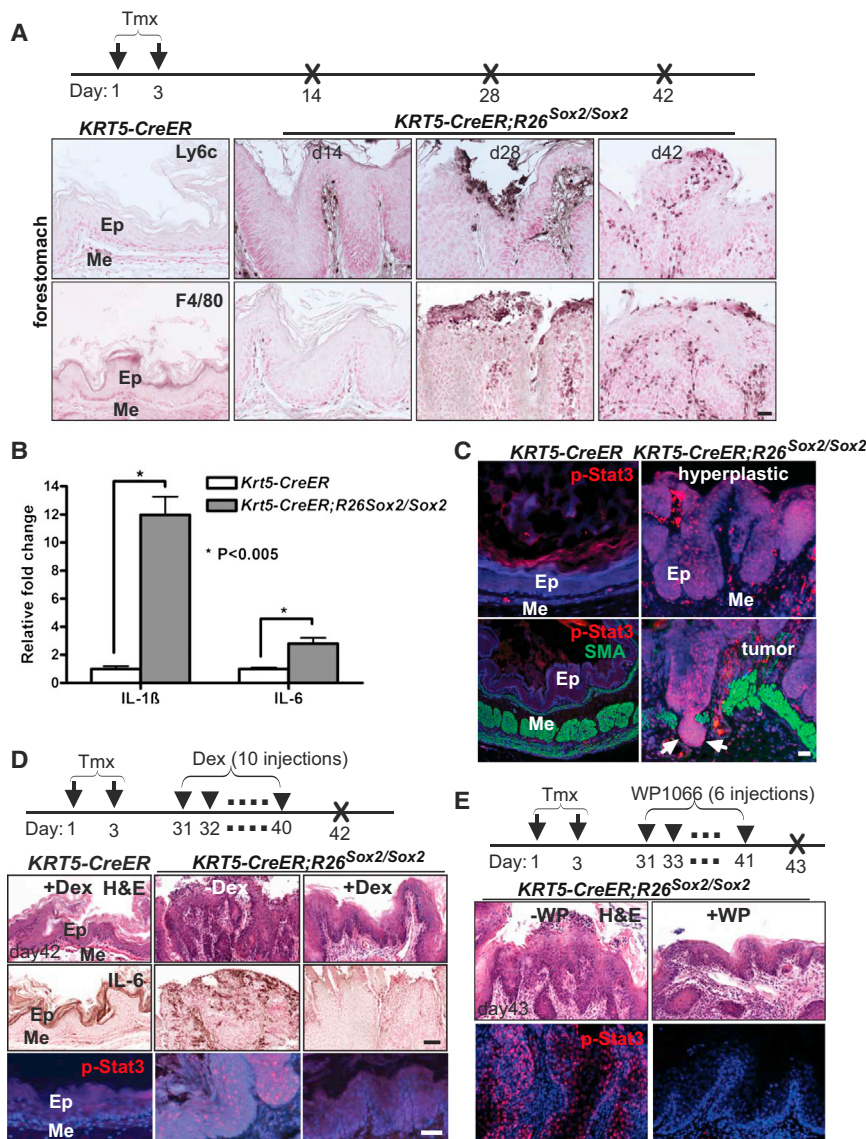 A
Tmx
Day: 1 3 14 28 42
KRT5-CreER KRT5-CreER;R26Sox2/Sox2
Ly6c d14 d28 d42
Ep
Me
forestomach
F4/80
Ep
Me
B
Relative fold change
14
12
10
8
6
4
2
0
*
*
Krt5-CreER
Krt5-CreER;R26Sox2/Sox2
* P<0.005
IL-1ß IL-6
C
KRT5-CreER KRT5-CreER;R26Sox2/Sox2
p-Stat3 hyperplastic
Ep Ep
Me Me
p-Stat3 tumor
SMA
Ep
Me
D
Tmx Dex (10 injections)
Day: 1 3 31 32 40 42
KRT5-CreER KRT5-CreER;R26Sox2/Sox2
+Dex H&E -Dex +Dex
Ep
day42 Me
IL-6
Ep
Me
p-Stat3
Ep
Me
E
Tmx WP1066 (6 injections)
Day: 1 3 31 33 41 43
KRT5-CreER;R26Sox2/Sox2
-WP H&E +WP
day43
p-Stat3